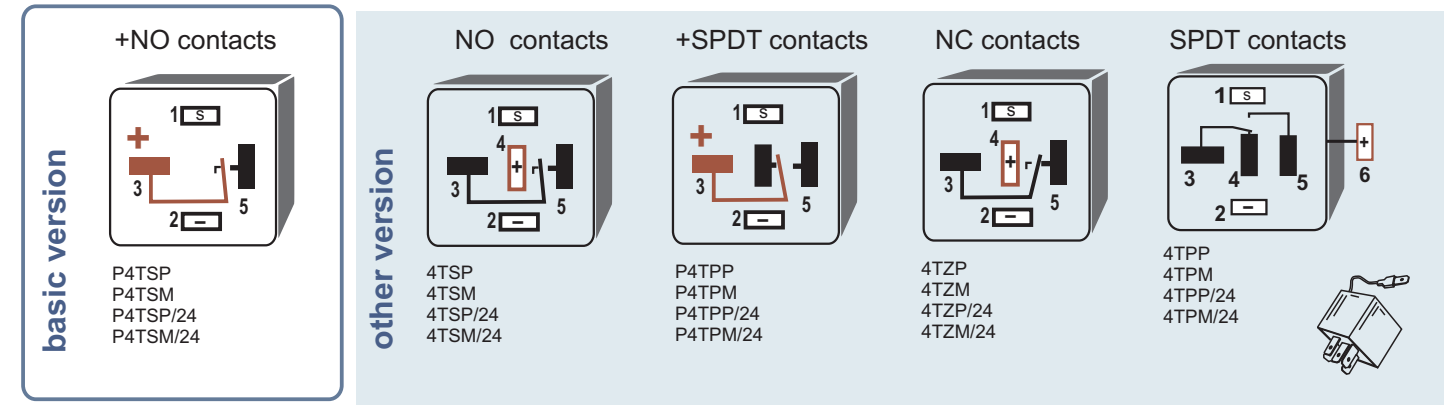 basic version
+NO contacts
1 S
+
3
5
2 –
P4TSP
P4TSM
P4TSP/24
P4TSM/24
other version
NO contacts
1 S
4
+
3
5
2 –
4TSP
4TSM
4TSP/24
4TSM/24
+SPDT contacts
1 S
+
3
5
2 –
P4TPP
P4TPM
P4TPP/24
P4TPM/24
NC contacts
1 S
4
+
3
5
2 –
4TZP
4TZM
4TZP/24
4TZM/24
SPDT contacts
1 S
+
3 4 5 6
2 –
4TPP
4TPM
4TPP/24
4TPM/24